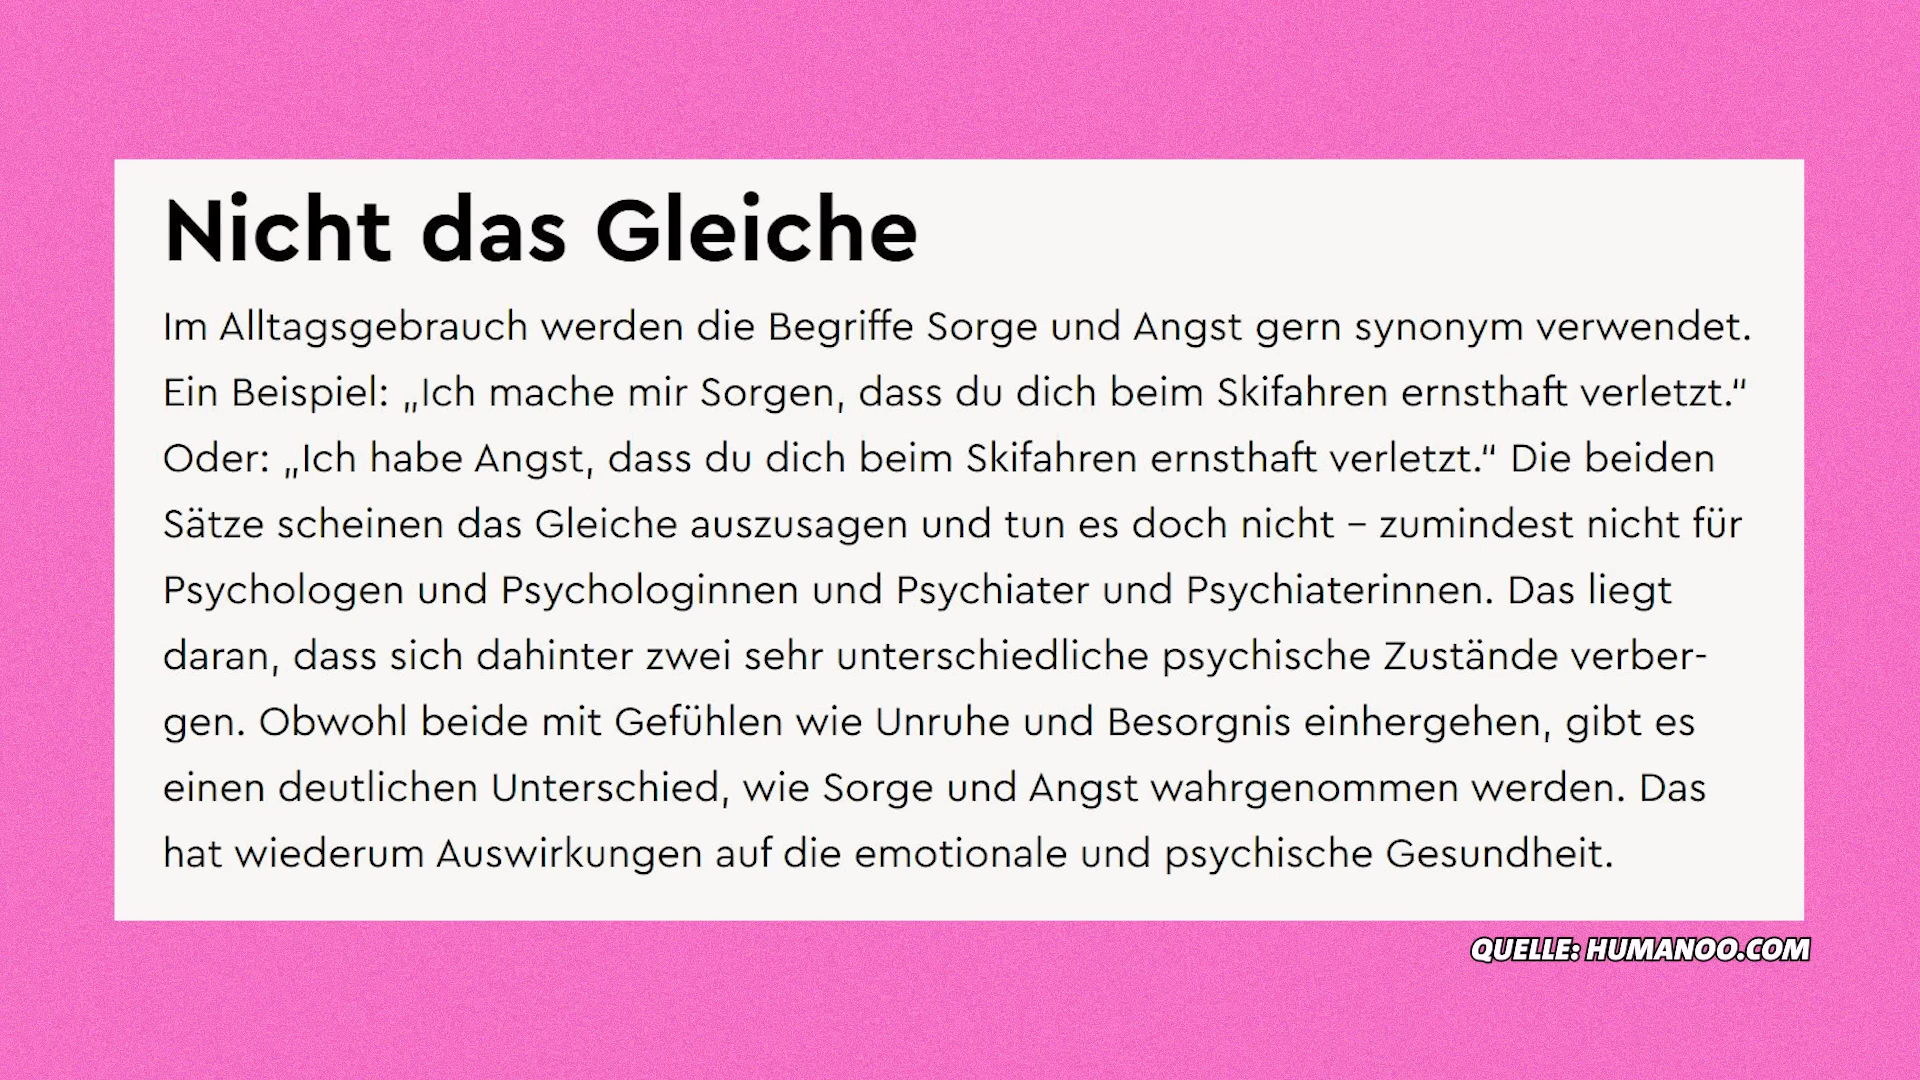 Nicht das Gleiche
Im Alltagsgebrauch werden die Begriffe Sorge und Angst gern synonym verwendet.
Ein Beispiel: „Ich mache mir Sorgen, dass du dich beim Skifahren ernsthaft verletzt.“
Oder: „Ich habe Angst, dass du dich beim Skifahren ernsthaft verletzt.“ Die beiden
Sätze scheinen das Gleiche auszusagen und tun es doch nicht – zumindest nicht für
Psychologen und Psychologinnen und Psychiater und Psychiaterinnen. Das liegt
daran, dass sich dahinter zwei sehr unterschiedliche psychische Zustände verber-
gen. Obwohl beide mit Gefühlen wie Unruhe und Besorgnis einhergehen, gibt es
einen deutlichen Unterschied, wie Sorge und Angst wahrgenommen werden. Das
hat wiederum Auswirkungen auf die emotionale und psychische Gesundheit.
QUELLE: HUMANOO.COM